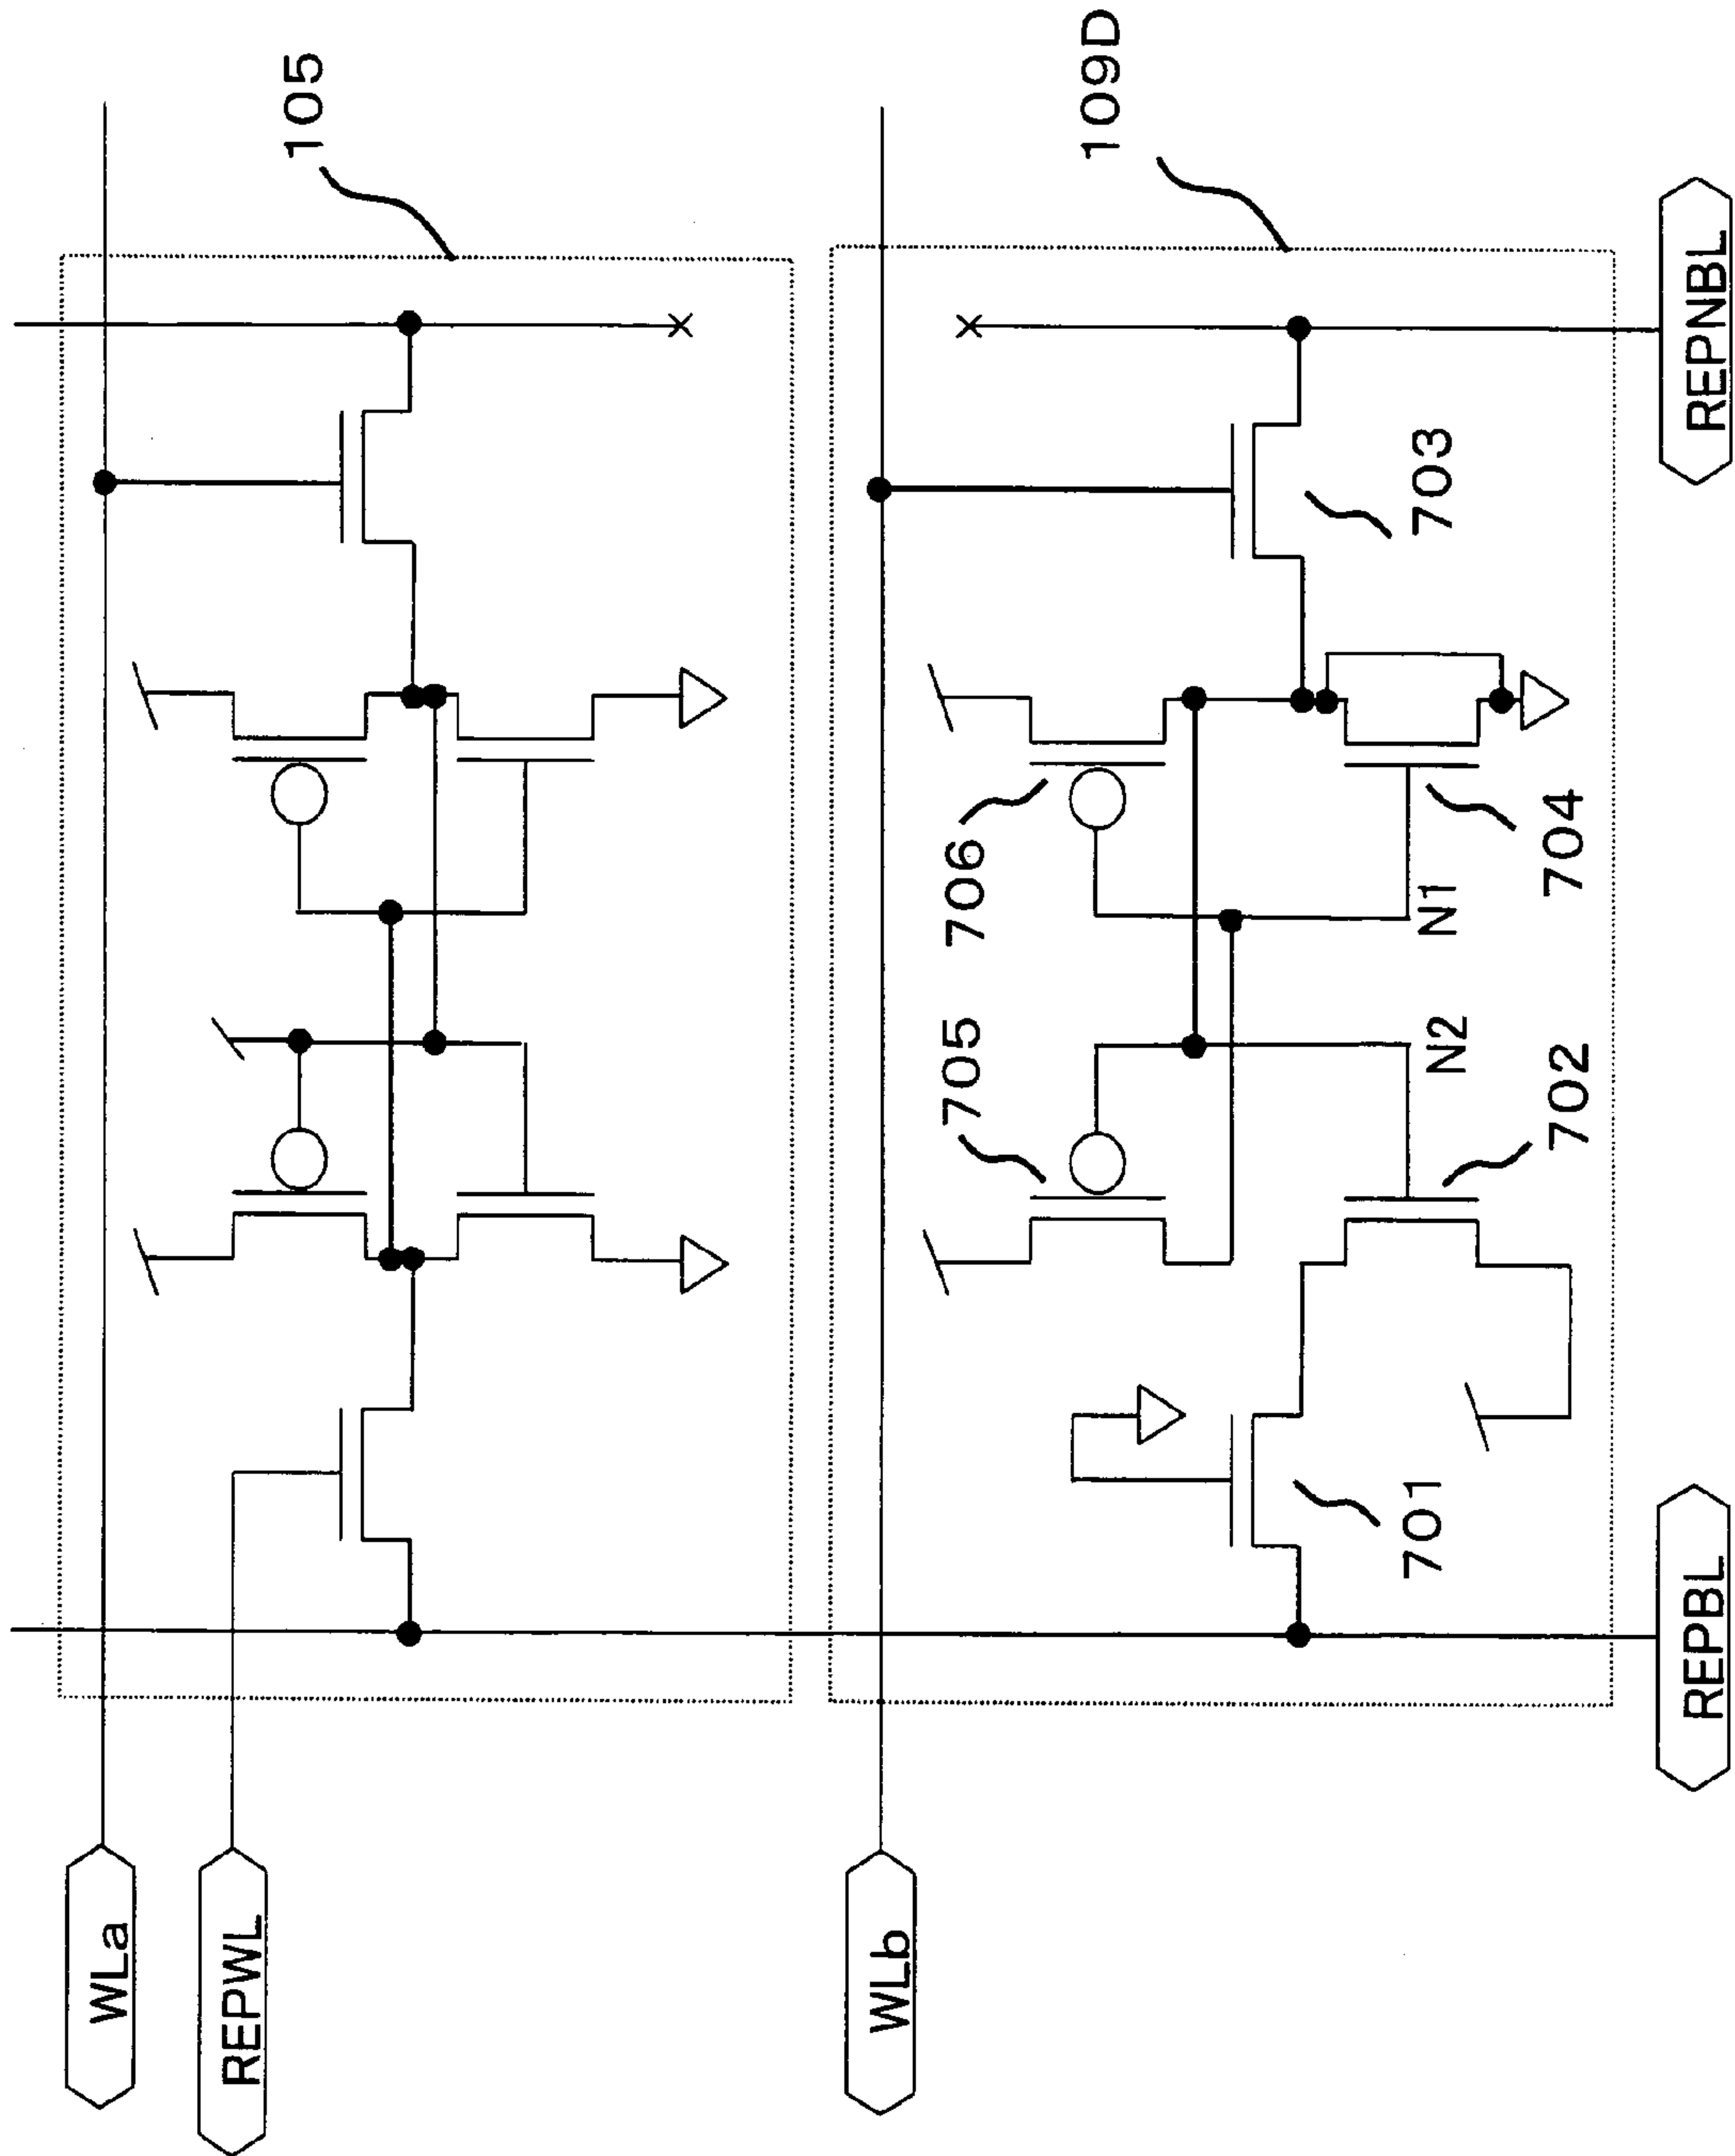 WLa
REPWL
WLb
105
109D
705
706
N2
N1
702
704
701
703
REPBL
REPNBL